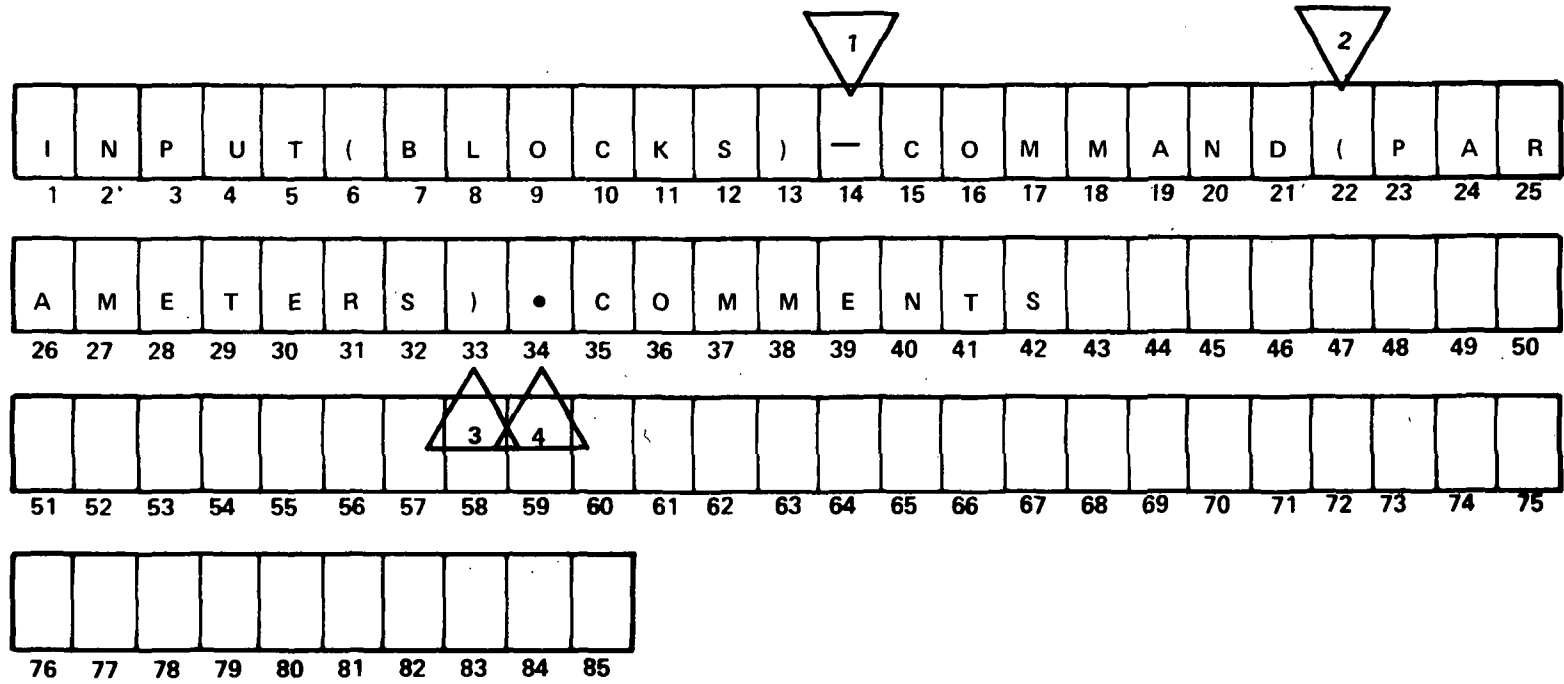 1 2
I N P U T ( B L O C K S ) — C O M M A N D ( P A R
1 2 3 4 5 6 7 8 9 10 11 12 13 14 15 16 17 18 19 20 21 22 23 24 25
A M E T E R S ) • C O M M E N T S
26 27 28 29 30 31 32 33 34 35 36 37 38 39 40 41 42 43 44 45 46 47 48 49 50
3 4
51 52 53 54 55 56 57 58 59 60 61 62 63 64 65 66 67 68 69 70 71 72 73 74 75
76 77 78 79 80 81 82 83 84 85